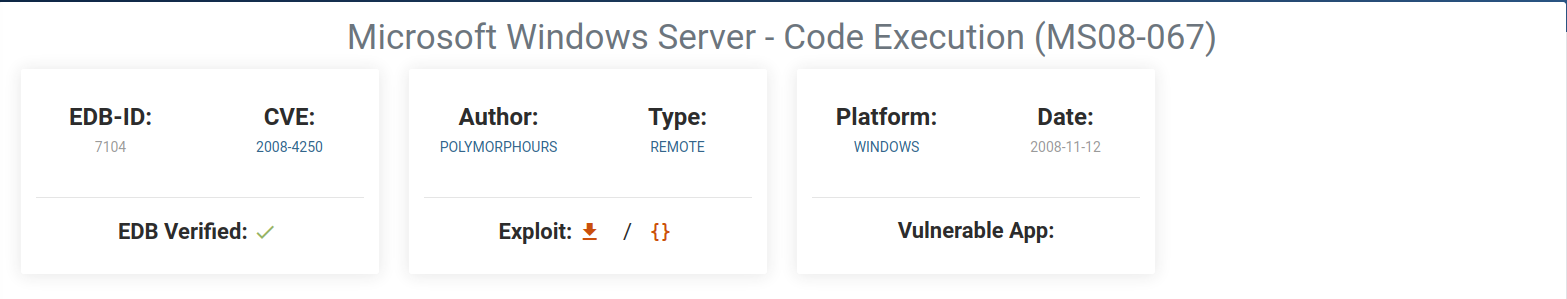 Microsoft Windows Server - Code Execution (MS08-067)
EDB-ID: CVE: Author: Type: Platform: Date:
7104 2008-4250 POLYMORPHOURS REMOTE WINDOWS 2008-11-12
EDB Verified: Exploit: / {} Vulnerable App: